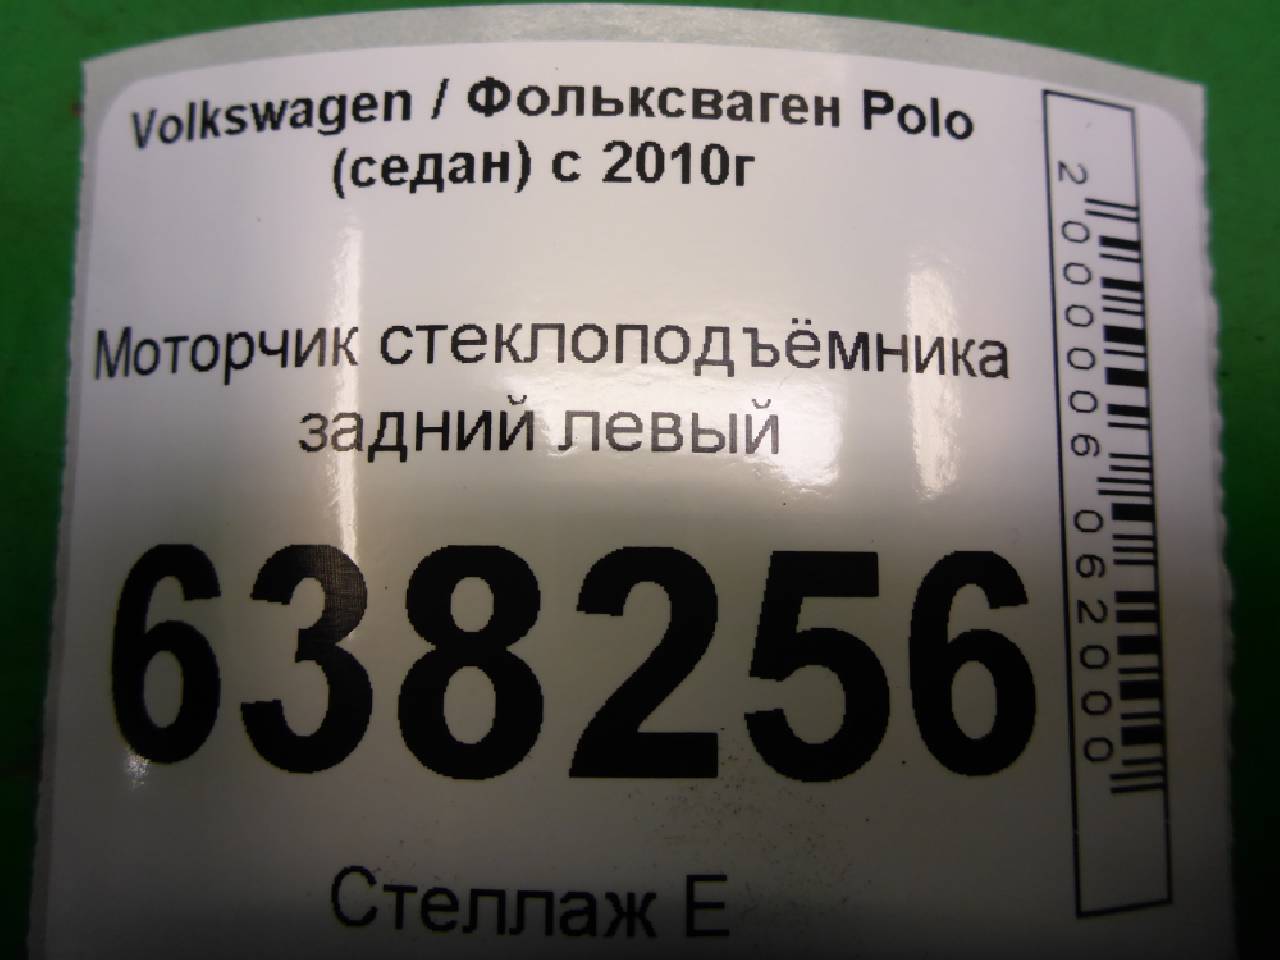 Volkswagen / Фольксваген Polo
(седан) с 2010г
Моторчик стеклоподъёмника
задний левый
638256
Стеллаж Е
2000006062000